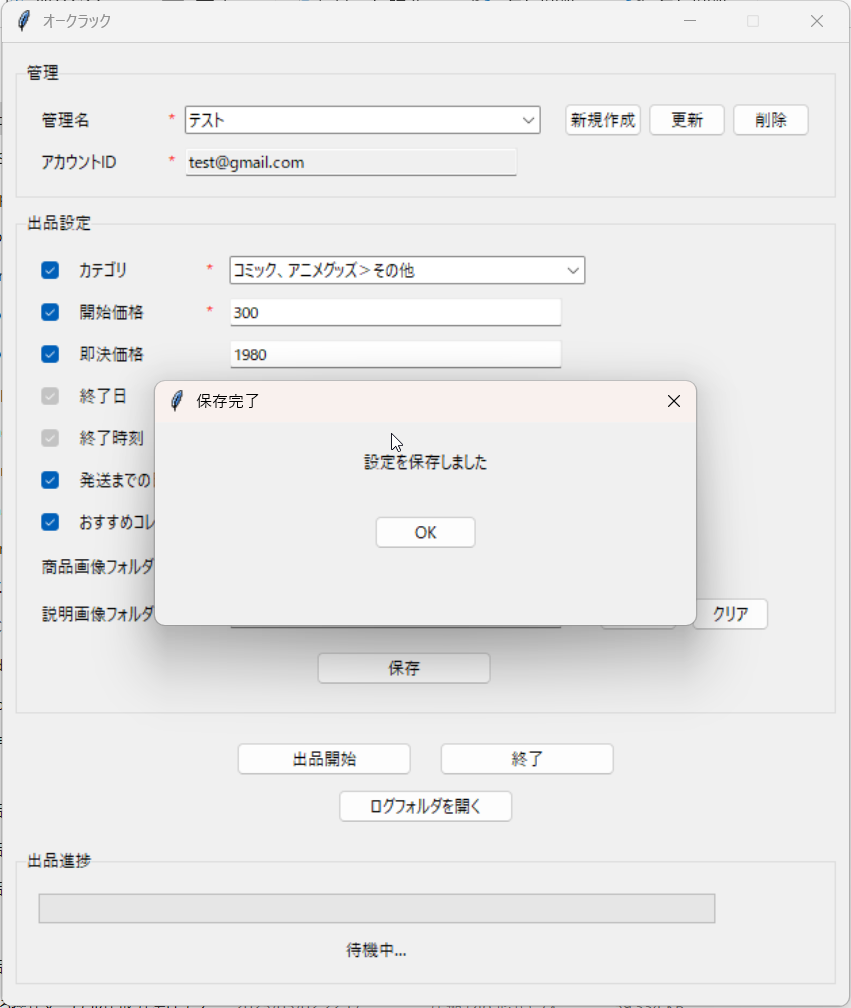 オークラック
管理
管理名 * テスト 新規作成 更新 削除
アカウントID * test@gmail.com
出品設定
カテゴリ * コミック、アニメグッズ＞その他
開始価格 * 300
即決価格 1980
終了日
保存完了
終了時刻
設定を保存しました
発送までの
おすすめコレ
OK
商品画像フォルダ
説明画像フォルダ クリア
保存
出品開始 終了
ログフォルダを開く
出品進捗
待機中...